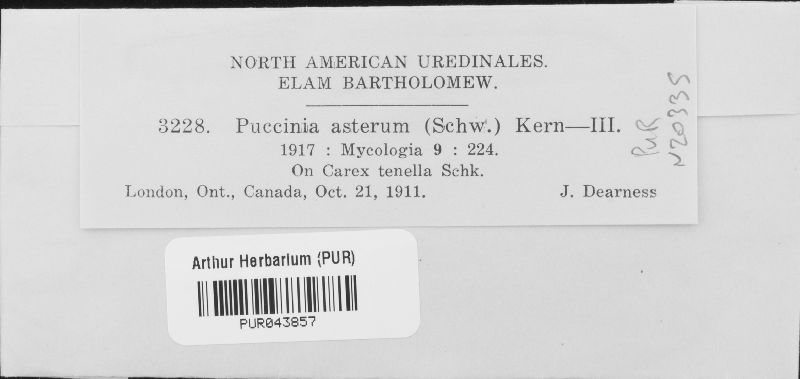 NORTH AMERICAN UREDINALES.
ELAM BARTHOLOMEW.
3228. Puccinia asterum (Schw.) Kern—III.
1917 : Mycologia 9 : 224.
On Carex tenella Schk.
London, Ont., Canada, Oct. 21, 1911. J. Dearness
PUR
N20335
Arthur Herbarium (PUR)
PUR043857